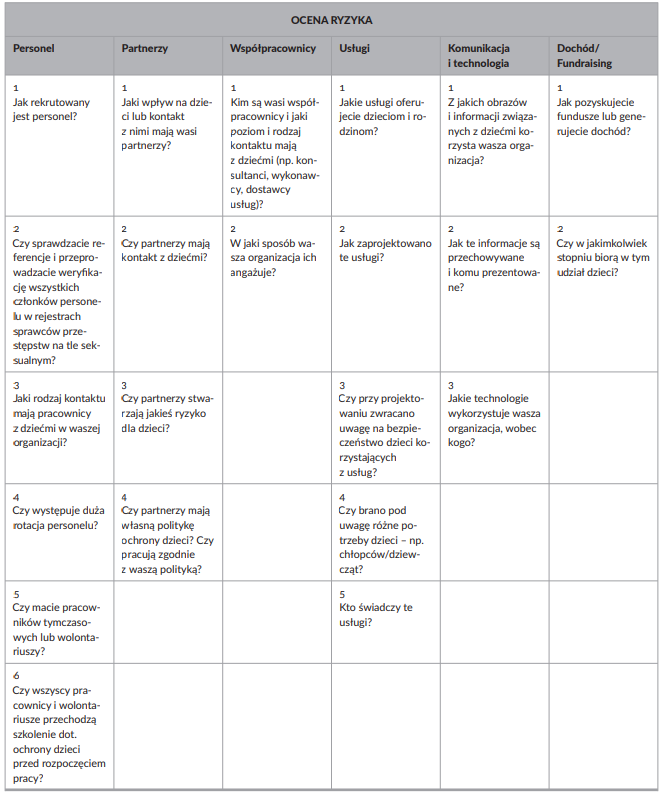 OCENA RYZYKA
Personel
Partnerzy
Współpracownicy
Usługi
Komunikacja
i technologia
Dochód/
Fundraising
1
Jak rekrutowany
jest personel?
1
Jaki wpływ na dzie-
ci lub kontakt
z nimi mają wasi
partnerzy?
1
Kim są wasi współ-
pracownicy i jaki
poziom i rodzaj
kontaktu mają
z dziećmi (np. kon-
sultanci, wykonaw-
cy, dostawcy
usług)?
1
Jakie usługi oferu-
jecie dzieciom i ro-
dzinom?
1
Z jakich obrazów
i informacji związa-
nych z dziećmi ko-
rzysta wasza orga-
nizacja?
1
Jak pozyskujecie
fundusze lub gene-
rujecie dochód?
2
Czy sprawdzacie re-
ferencje i przepro-
wadzacie weryfika-
cję wszystkich
członków persone-
lu w rejestrach
sprawców prze-
stępstw na tle sek-
sualnym?
2
Czy partnerzy mają
kontakt z dziećmi?
2
W jaki sposób wa-
sza organizacja ich
angażuje?
2
Jak zaprojektowano
te usługi?
2
Jak te informacje są
przechowywane
i komu prezentowa-
ne?
2
Czy w jakimkolwiek
stopniu biorą w tym
udział dzieci?
3
Jaki rodzaj kontaktu
mają pracownicy
z dziećmi w waszej
organizacji?
3
Czy partnerzy stwa-
rzają jakieś ryzyko
dla dzieci?
3
Czy przy projekto-
waniu zwracano
uwagę na bezpie-
czeństwo dzieci ko-
rzystających
z usług?
3
Jakie technologie
wykorzystuje wasza
organizacja, wobec
kogo?
4
Czy występuje duża
rotacja personelu?
4
Czy partnerzy mają
własną politykę
ochrony dzieci? Czy
pracują zgodnie
z waszą polityką?
4
Czy brano pod
uwagę różne po-
trzeby dzieci – np.
chłopców/dziew-
cząt?
5
Czy macie pracow-
ników tymczaso-
wych lub wolonta-
riuszy?
5
Kto świadczy te
usługi?
6
Czy wszyscy pra-
cownicy i wolonta-
riusze przechodzą
szkolenie dot.
ochrony dzieci
przed rozpoczęciem
pracy?